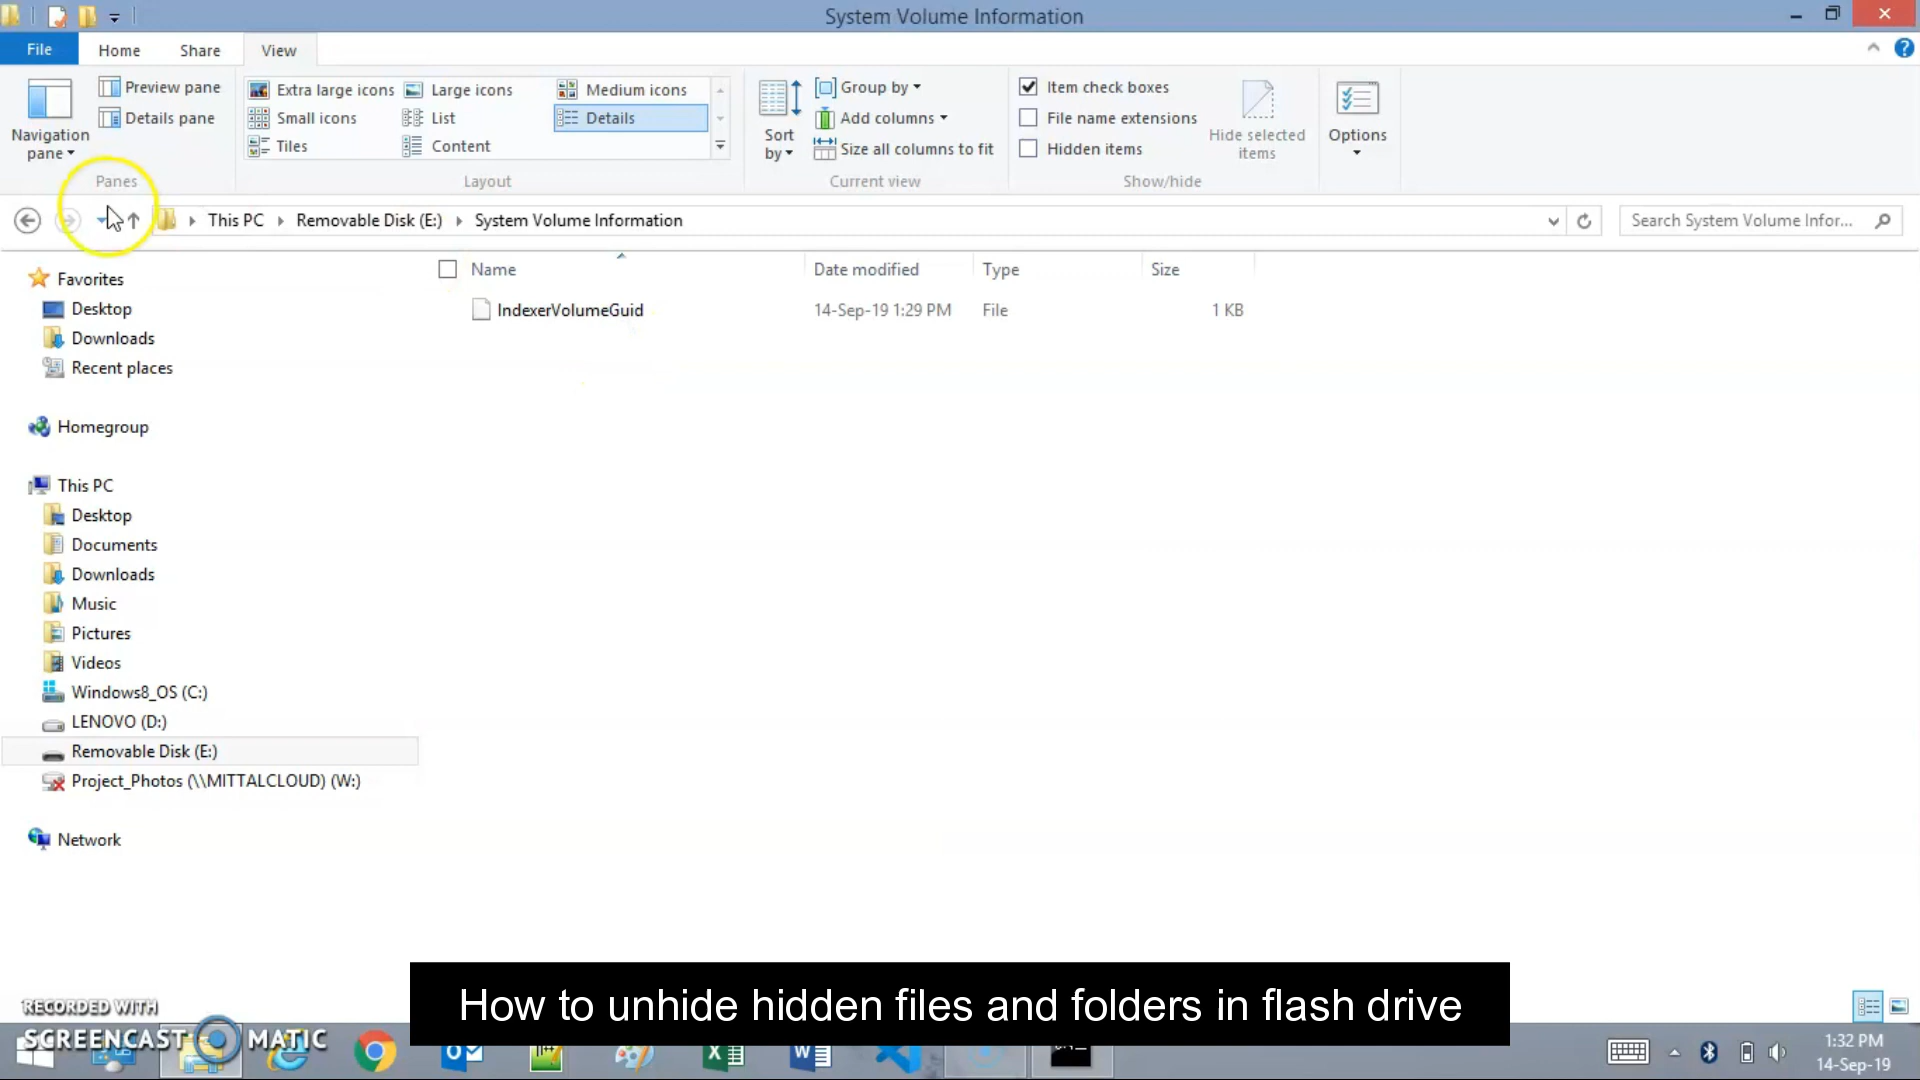 System Volume Information
File
Home
Share
View
Navigation pane
Preview pane
Details pane
Panes
Extra large icons
Large icons
Medium icons
Small icons
List
Details
Tiles
Content
Layout
Sort by
Group by
Add columns
Size all columns to fit
Current view
Item check boxes
File name extensions
Hidden items
Hide selected items
Show/hide
Options
This PC
Removable Disk (E:)
System Volume Information
Search System Volume Infor...
Name
Date modified
Type
Size
IndexerVolumeGuid
14-Sep-19 1:29 PM
File
1 KB
Favorites
Desktop
Downloads
Recent places
Homegroup
This PC
Desktop
Documents
Downloads
Music
Pictures
Videos
Windows8_OS (C:)
LENOVO (D:)
Removable Disk (E:)
Project_Photos (\\MITTALCLOUD) (W:)
Network
How to unhide hidden files and folders in flash drive
RECORDED WITH
SCREENCAST MATIC
1:32 PM
14-Sep-19